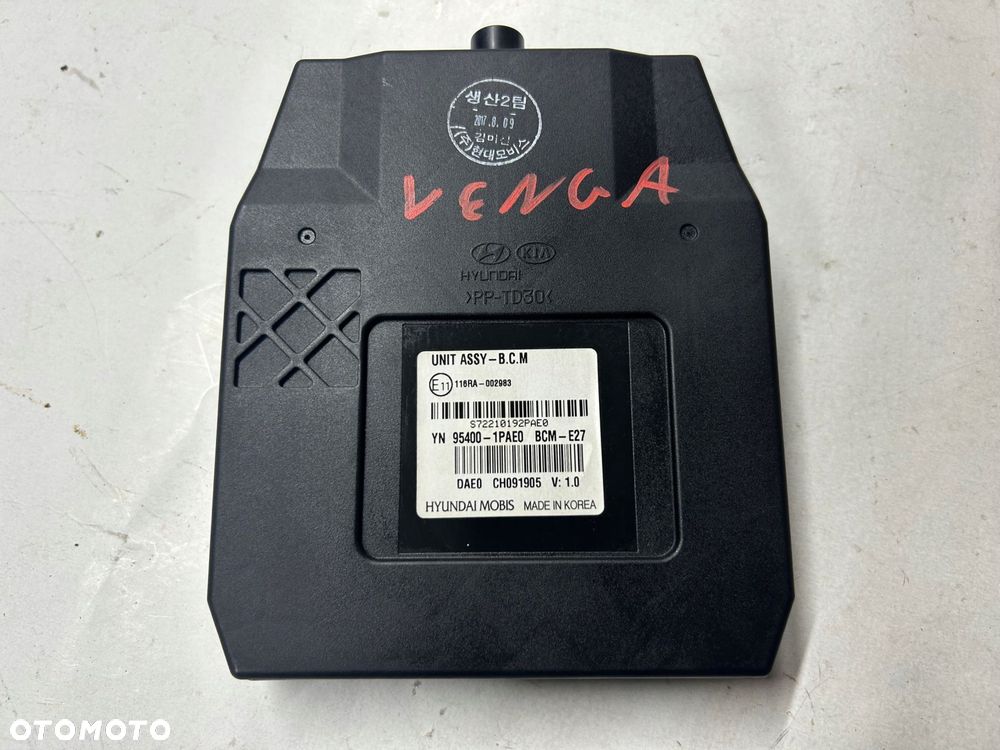 생산2팀
2017.8.09
(주)현대모비스
VENGA
KIA
HYUNDAI
>PP-TD30<
UNIT ASSY-B.C.M
E11 116RA-002983
S72210192PAE0
YN 95400-1PAE0 BCM-E27
DAE0 CH091905 V: 1.0
HYUNDAI MOBIS MADE IN KOREA
OTOMOTO